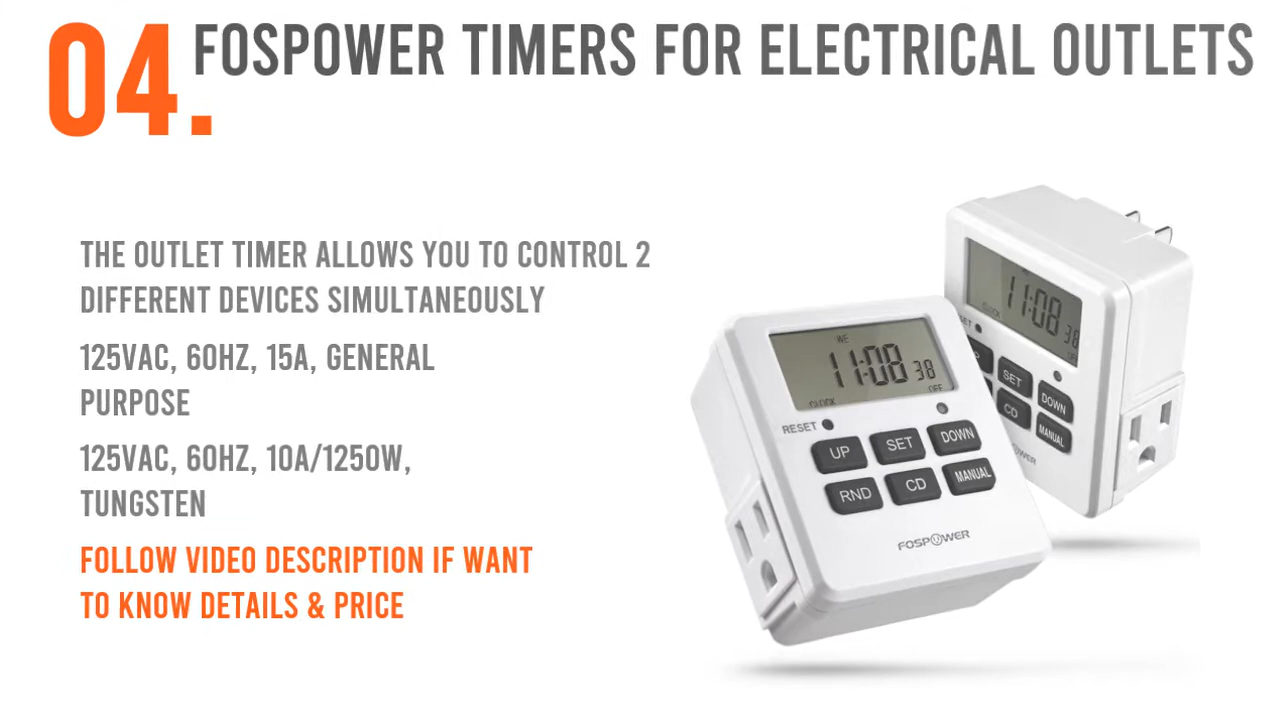 04.
FOSPOWER TIMERS FOR ELECTRICAL OUTLETS
THE OUTLET TIMER ALLOWS YOU TO CONTROL 2
DIFFERENT DEVICES SIMULTANEOUSLY
125VAC, 60HZ, 15A, GENERAL
PURPOSE
125VAC, 60HZ, 10A/1250W,
TUNGSTEN
FOLLOW VIDEO DESCRIPTION IF WANT
TO KNOW DETAILS & PRICE
WE
11:08 38
CLOCK OFF
RESET
UP SET DOWN
RND CD MANUAL
FOSPOWER
11:08 38
CLOCK
SET DOWN
CD MANUAL